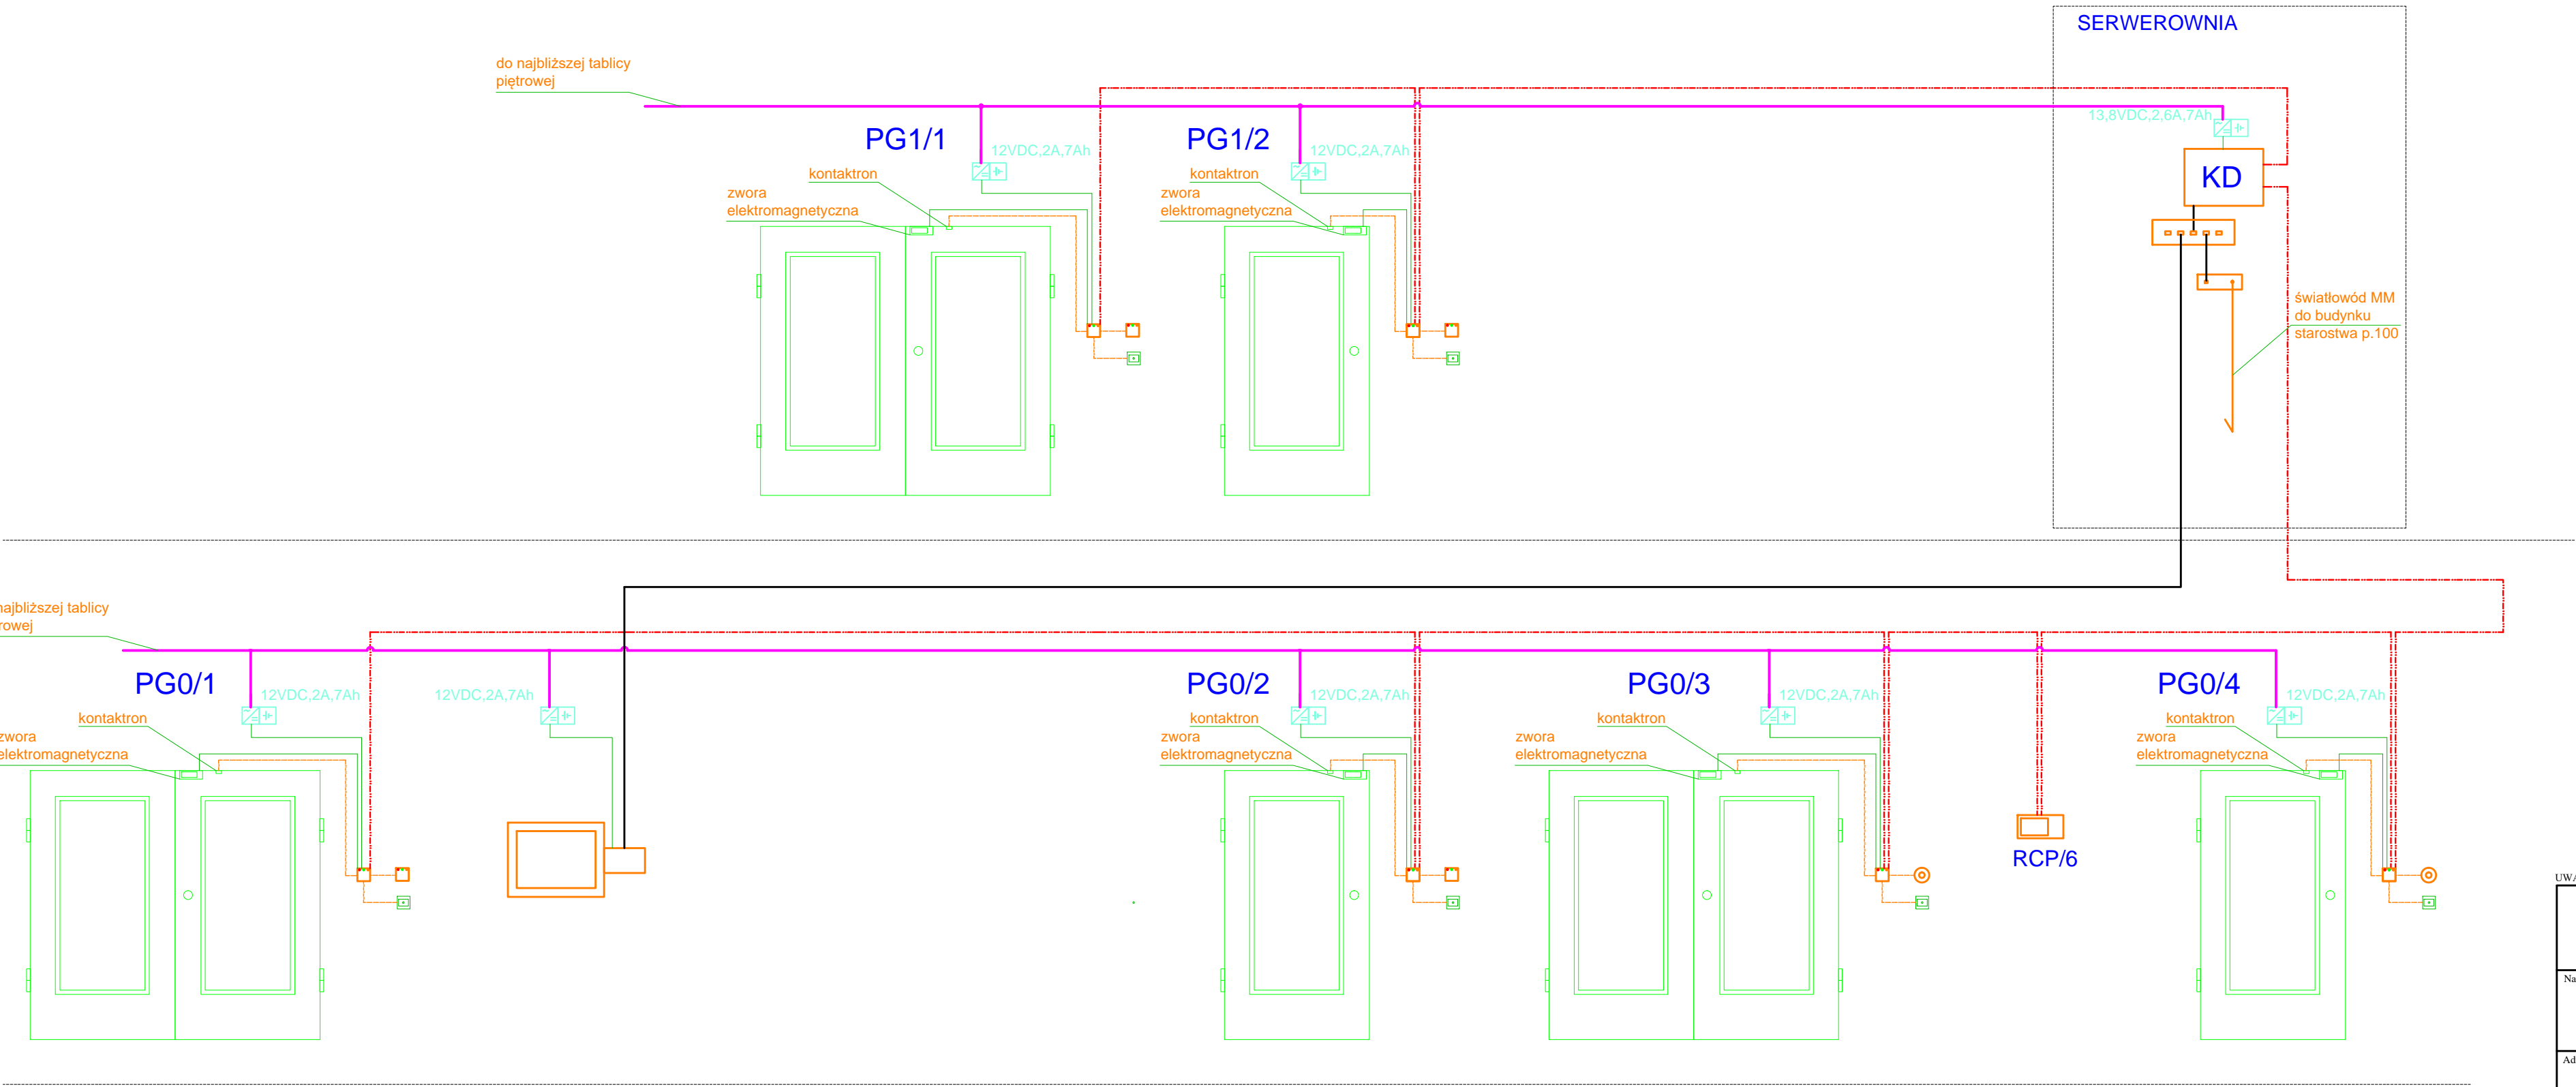 SERWEROWNIA
do najbliższej tablicy
piętrowej
13,8VDC,2,6A,7Ah
PG1/1
12VDC,2A,7Ah
PG1/2
12VDC,2A,7Ah
KD
kontaktron
zwora
elektromagnetyczna
kontaktron
zwora
elektromagnetyczna
światłowód MM
do budynku
starostwa p.100
najbliższej tablicy
rowej
PG0/1
12VDC,2A,7Ah
12VDC,2A,7Ah
PG0/2
12VDC,2A,7Ah
PG0/3
12VDC,2A,7Ah
PG0/4
12VDC,2A,7Ah
kontaktron
zwora
elektromagnetyczna
kontaktron
zwora
elektromagnetyczna
kontaktron
zwora
elektromagnetyczna
kontaktron
zwora
elektromagnetyczna
RCP/6
UWA
Na
Ad